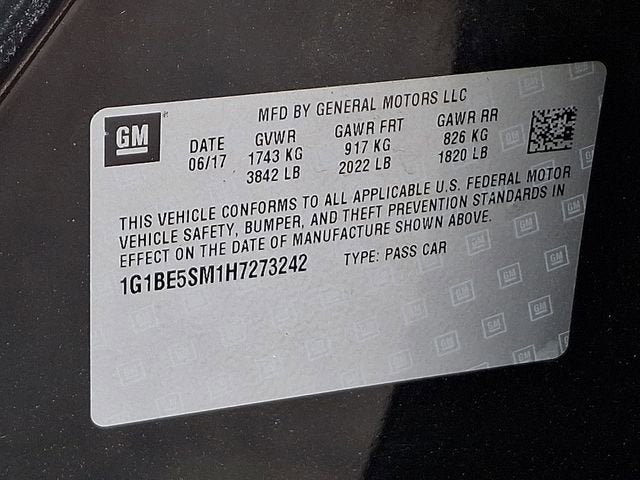 MFD BY GENERAL MOTORS LLC
GM
DATE GVWR GAWR FRT GAWR RR
06/17 1743 KG 917 KG 826 KG
3842 LB 2022 LB 1820 LB
THIS VEHICLE CONFORMS TO ALL APPLICABLE U.S. FEDERAL MOTOR
VEHICLE SAFETY, BUMPER, AND THEFT PREVENTION STANDARDS IN
EFFECT ON THE DATE OF MANUFACTURE SHOWN ABOVE.
1G1BE5SM1H7273242 TYPE: PASS CAR